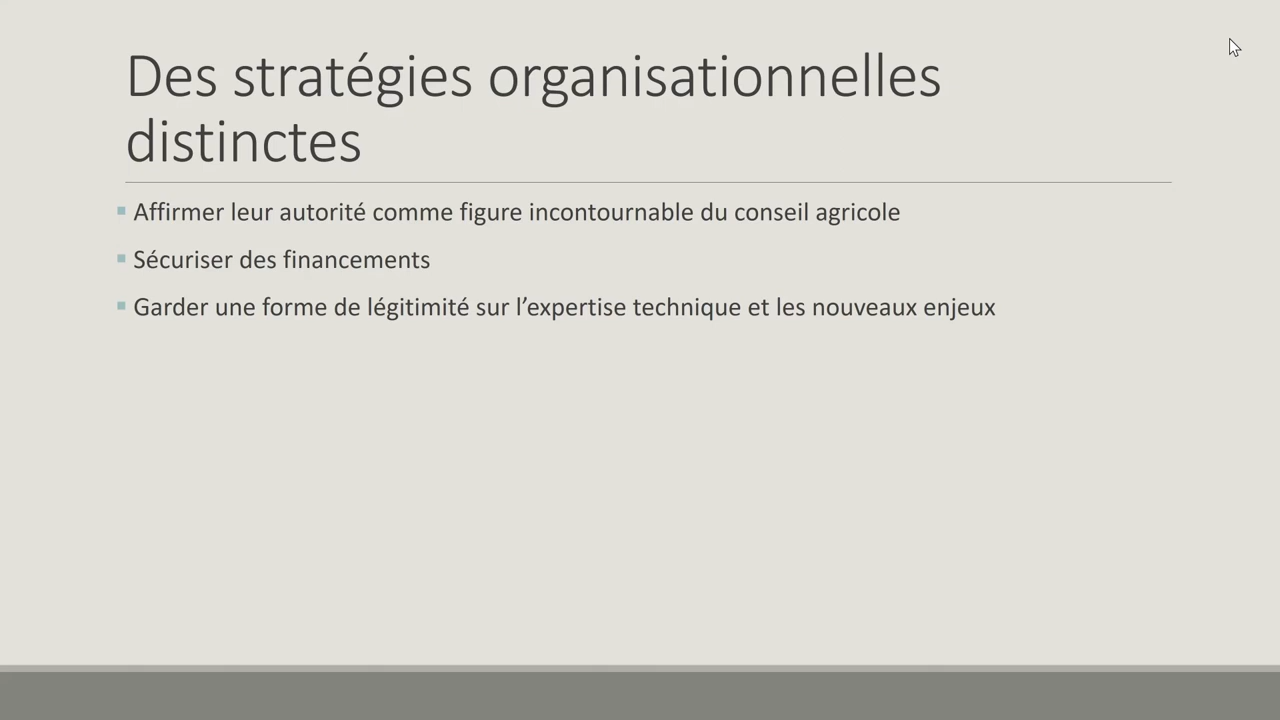 Des stratégies organisationnelles
distinctes
Affirmer leur autorité comme figure incontournable du conseil agricole
Sécuriser des financements
Garder une forme de légitimité sur l’expertise technique et les nouveaux enjeux